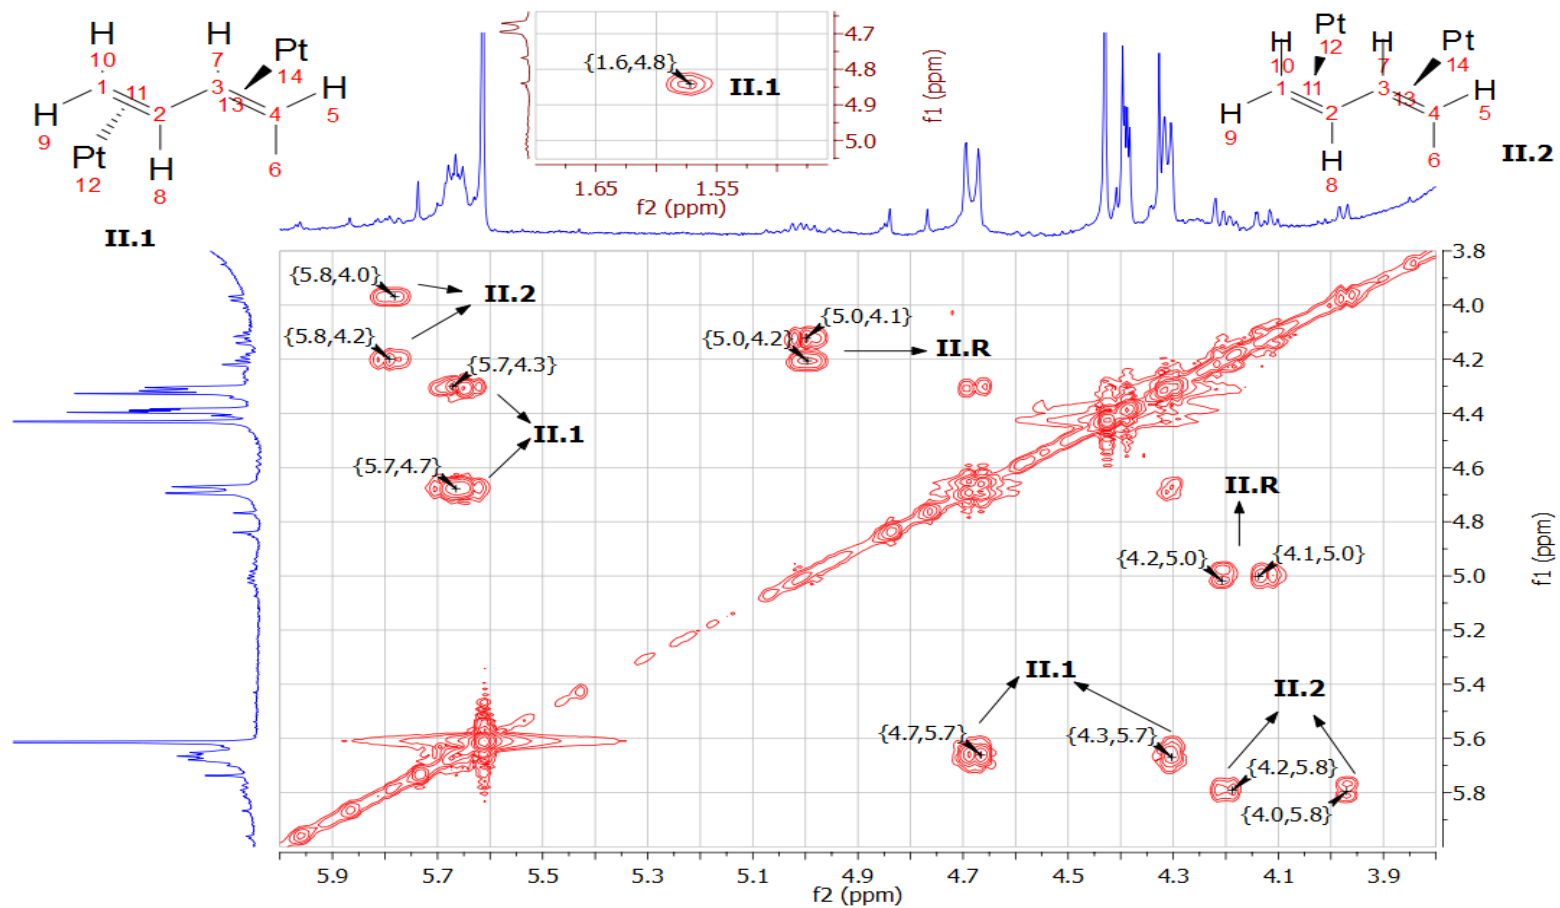 H
10
H
7
Pt
14
1
11
2
3
13
4
H
9
H
5
Pt
12
H
8
6
II.1
{1.6,4.8}
II.1
4.7
4.8
4.9
5.0
f1 (ppm)
1.65
1.55
f2 (ppm)
H
10
Pt
12
H
7
Pt
14
1
11
2
3
13
4
H
9
H
5
H
8
6
II.2
{5.8,4.0}
II.2
{5.8,4.2}
{5.7,4.3}
II.1
{5.7,4.7}
{5.0,4.1}
{5.0,4.2}
II.R
II.R
{4.2,5.0}
{4.1,5.0}
II.1
II.2
{4.7,5.7}
{4.3,5.7}
{4.2,5.8}
{4.0,5.8}
3.8
4.0
4.2
4.4
4.6
4.8
5.0
5.2
5.4
5.6
5.8
f1 (ppm)
5.9
5.7
5.5
5.3
5.1
4.9
4.7
4.5
4.3
4.1
3.9
f2 (ppm)